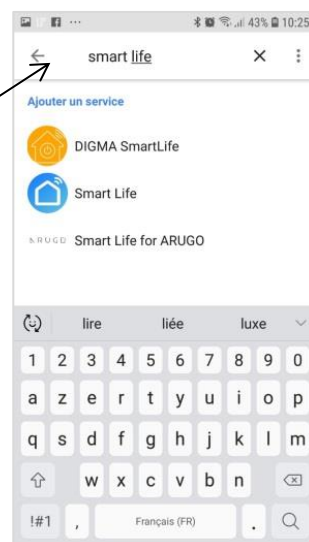 43% 10:25
smart life
Ajouter un service
DIGMA SmartLife
Smart Life
ARUGO Smart Life for ARUGO
lire liée luxe
1 2 3 4 5 6 7 8 9 0
a z e r t y u i o p
q s d f g h j k l m
w x c v b n
!#1 , Français (FR) .